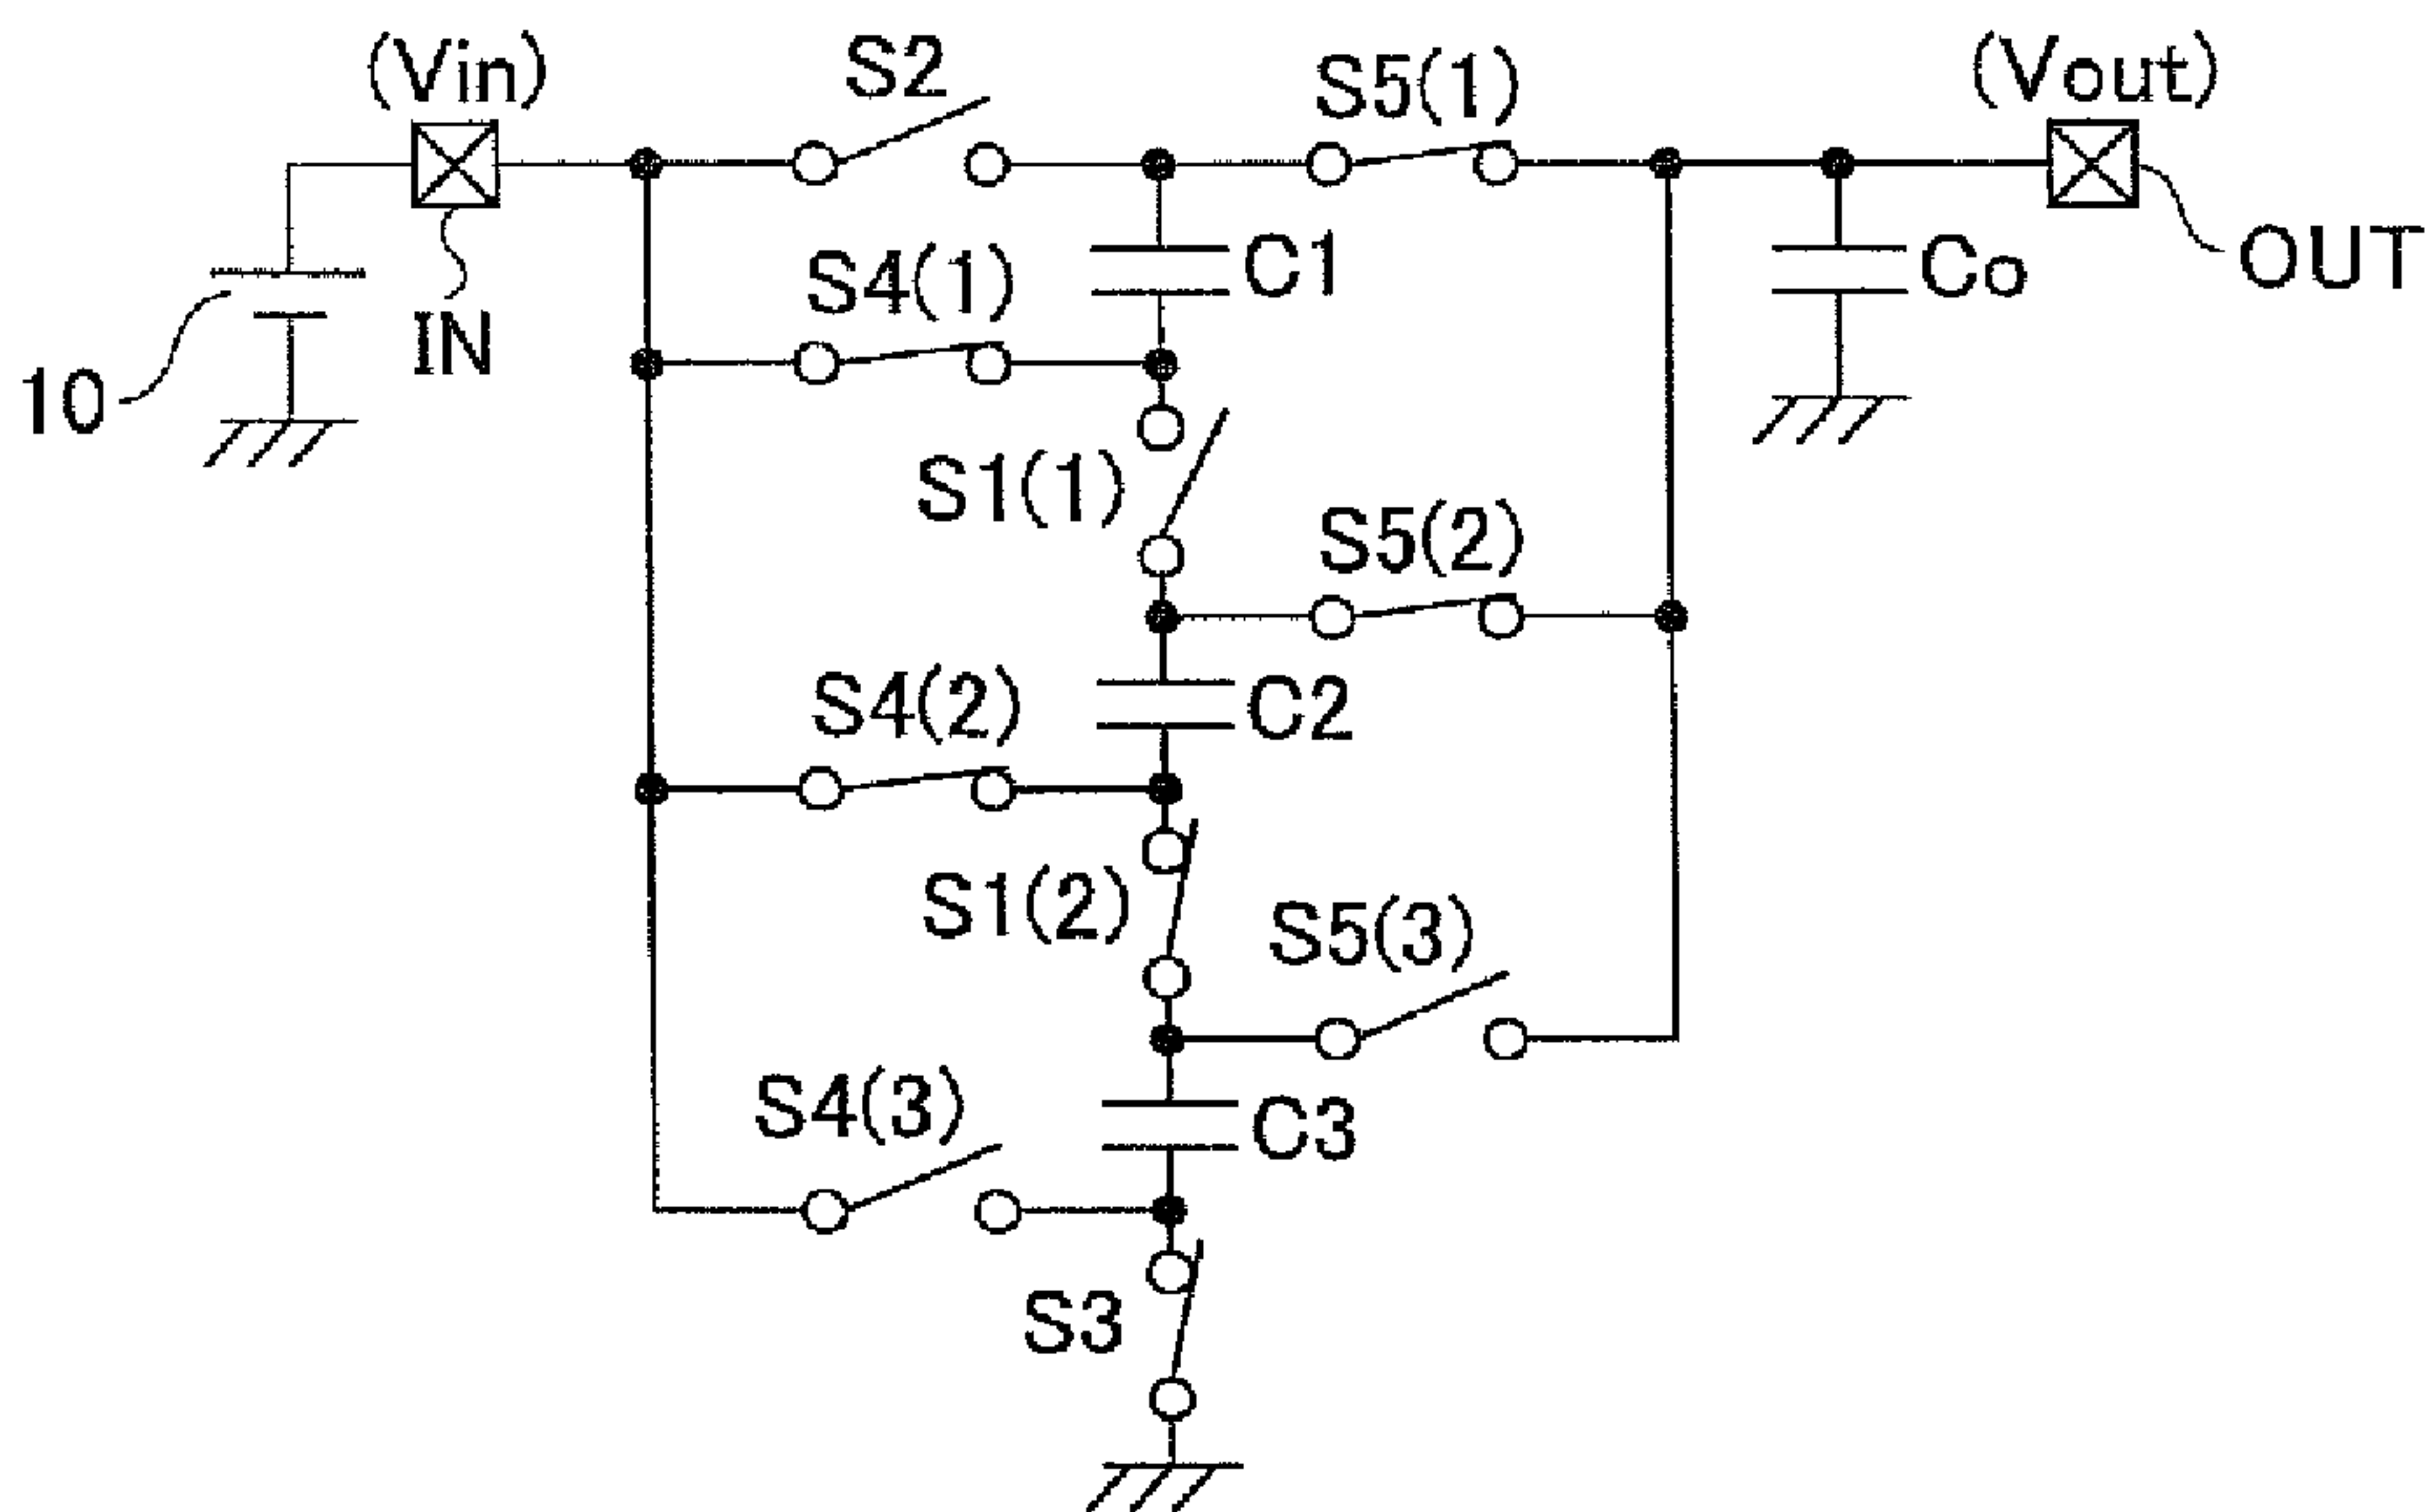 (Vin)
S2
S5(1)
(Vout)
10
IN
S4(1)
C1
Co
OUT
S1(1)
S5(2)
S4(2)
C2
S1(2)
S5(3)
S4(3)
C3
S3